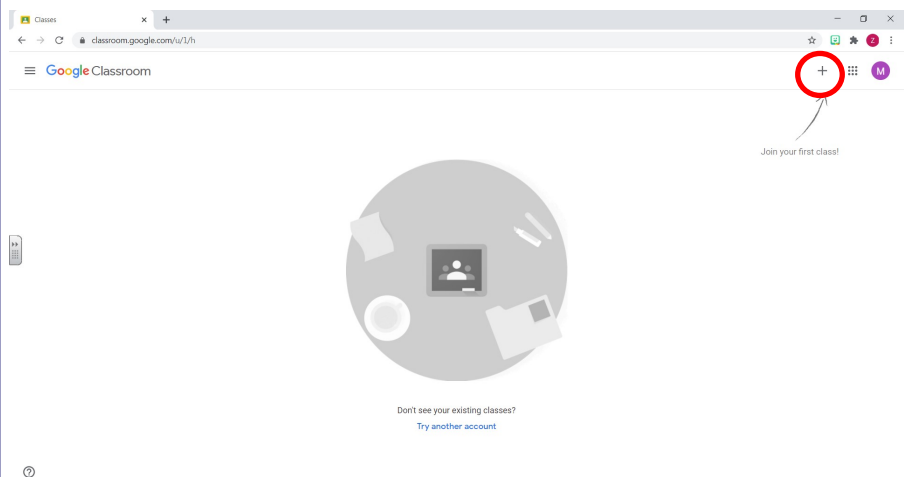 Classes
classroom.google.com/u/1/h
Z
Google Classroom
M
Join your first class!
Don't see your existing classes?
Try another account